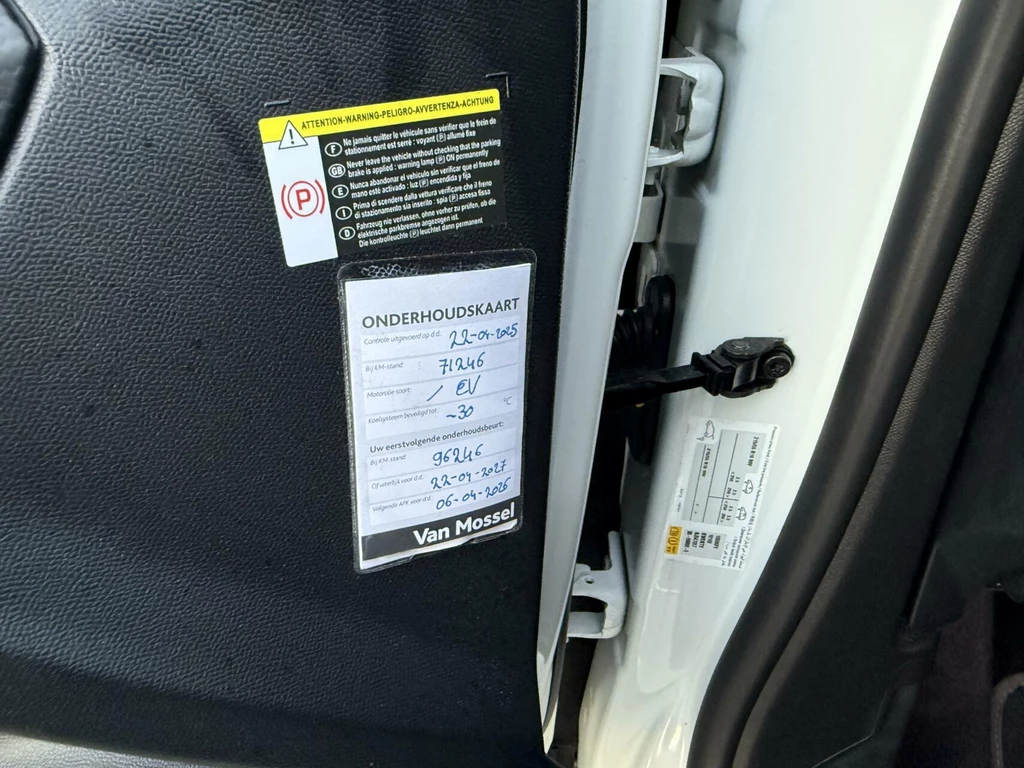 ATTENTION-WARNING-PELIGRO-AVVERTENZA-ACHTUNG
F Ne jamais quitter le véhicule sans vérifier que le frein de
stationnement est serré : voyant (P) allumé fixe
GB Never leave the vehicle without checking that the parking
brake is applied : warning lamp (P) ON permanently
E Nunca abandonar el vehiculo sin verificar que el freno de
mano esté activado : luz (P) encendida y fija
I Prima di scendere dalla vettura verificare che il freno
di stazionamento sia inserito : spia (P) accesa fissa
D Fahrzeug nie verlassen, ohne vorher zu prüfen, ob die
elektrische parkbremse angezogen ist.
Die kontrolleuchte (P) leuchtet dann permanent
(P)
ONDERHOUDSKAART
Controle uitgevoerd op d.d.: 22-04-2025
Bij KM-stand: 71246
Motorolie soort: / EV
Koelsysteem beveiligd tot: -30 °C
Uw eerstvolgende onderhoudsbeurt:
Bij KM-stand: 96246
Of uiterlijk voor d.d.: 22-04-2027
Volgende APK voor d.d.: 06-04-2026
Van Mossel